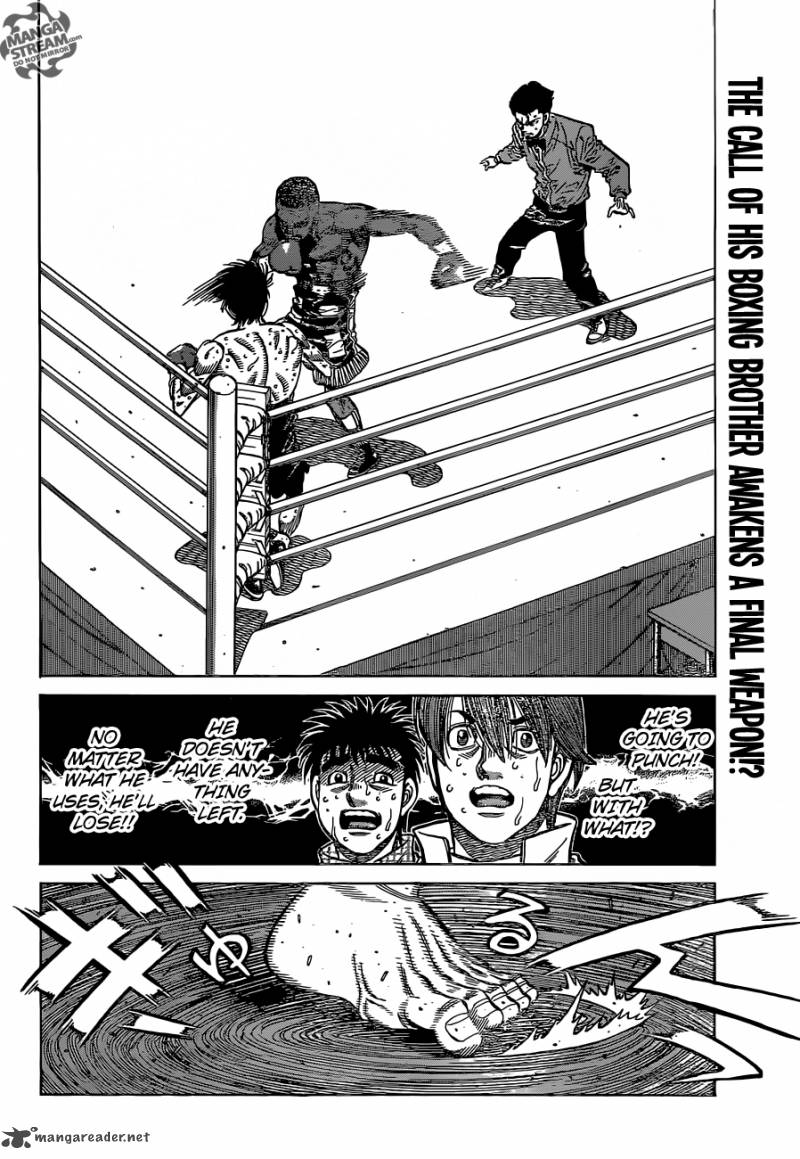 MANGA
STREAM.com
DO NOT MIRROR
THE CALL OF HIS BOXING BROTHER AWAKENS A FINAL WEAPON!?
HE'S
GOING TO
PUNCH!
BUT
WITH
WHAT!?
HE
DOESN'T
HAVE ANY-
THING
LEFT.
NO
MATTER
WHAT HE
USES, HE'LL
LOSE!!
る
ゅ
mangareader.net